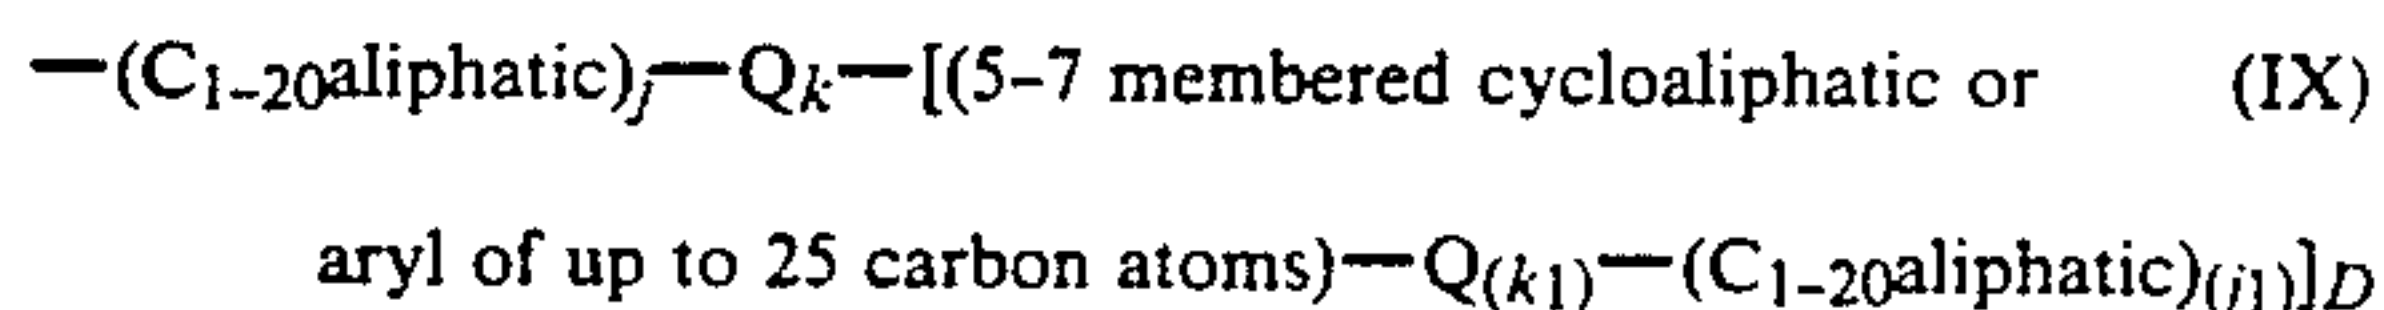 —(C1-20aliphatic)j—Qk—[(5-7 membered cycloaliphatic or (IX)
aryl of up to 25 carbon atoms)—Q(k1)—(C1-20aliphatic)(j1)]D